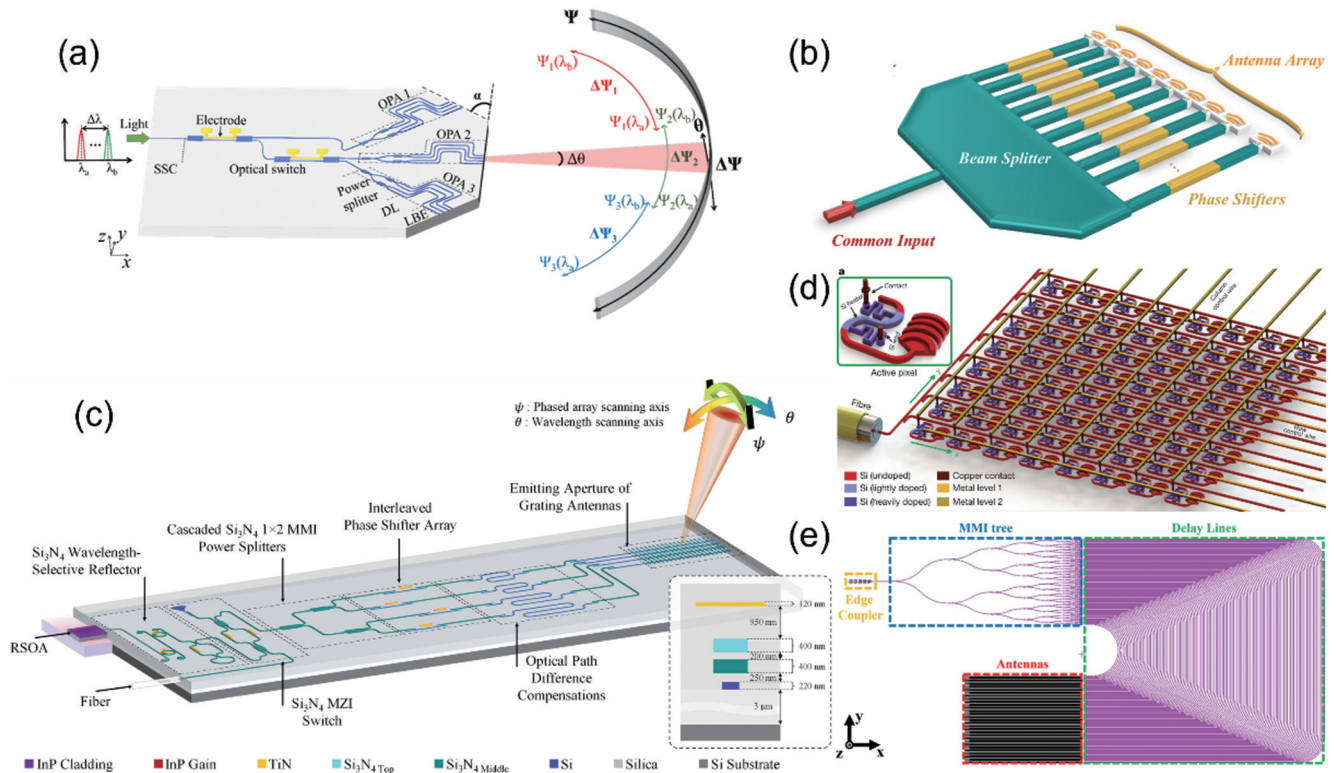 (a)
Δλ
λa
λb
Light
Electrode
SSC
Optical switch
Power
splitter
DL
LBE
OPA 1
OPA 2
OPA 3
α
z
y
x
Δθ
Ψ
Ψ1(λb)
ΔΨ1
Ψ1(λa)
Ψ2(λb)
θ
ΔΨ2
ΔΨ
Ψ2(λa)
Ψ3(λb)
ΔΨ3
Ψ3(λa)
(b)
Antenna Array
Beam Splitter
Phase Shifters
Common Input
(d)
a
Contact
Si heater
Active pixel
Column
control wire
Fibre
y
x
control wire
Si (undoped)
Copper contact
Si (lightly doped)
Metal level 1
Si (heavily doped)
Metal level 2
(c)
ψ : Phased array scanning axis
θ : Wavelength scanning axis
θ
ψ
Emitting Aperture of
Grating Antennas
Interleaved
Phase Shifter Array
Cascaded Si3N4 1×2 MMI
Power Splitters
Si3N4 Wavelength-
Selective Reflector
RSOA
Fiber
Si3N4 MZI
Switch
Optical Path
Difference
Compensations
120 nm
950 nm
400 nm
200 nm
400 nm
250 nm
220 nm
3 μm
InP Cladding
InP Gain
TiN
Si3N4 Top
Si3N4 Middle
Si
Silica
Si Substrate
(e)
MMI tree
Delay Lines
Edge
Coupler
Antennas
y
z
x